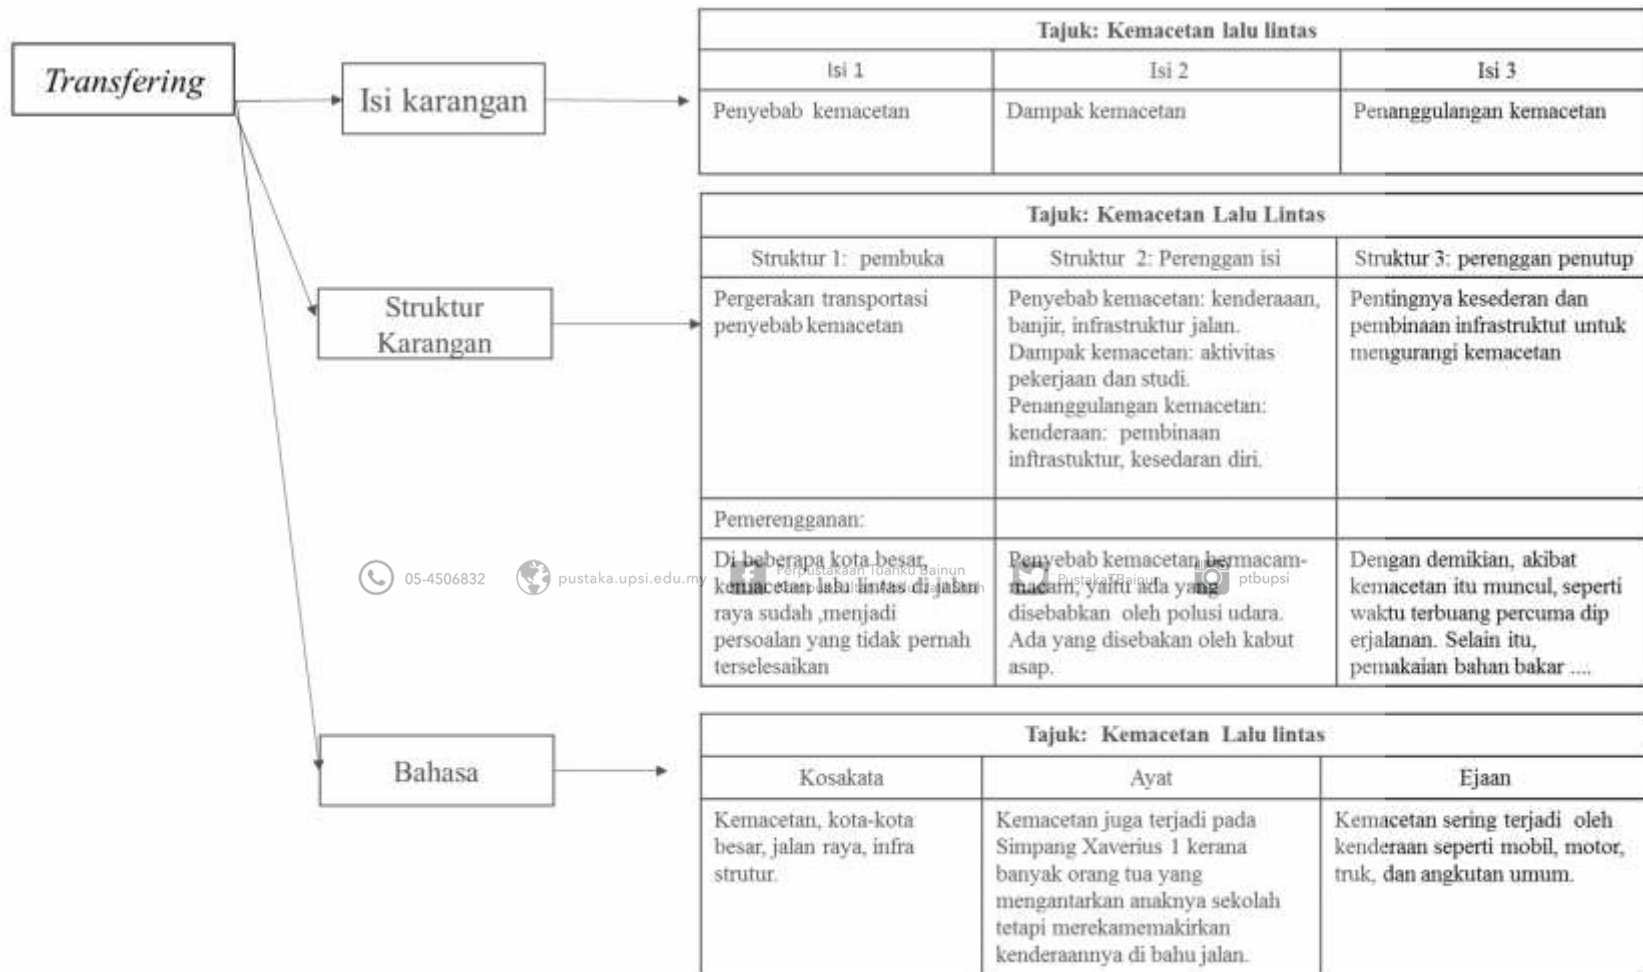 Transfering
Isi karangan
Tajuk: Kemacetan lalu lintas
Isi 1
Isi 2
Isi 3
Penyebab kemacetan
Dampak kemacetan
Penanggulangan kemacetan
Struktur
Karangan
Tajuk: Kemacetan Lalu Lintas
Struktur 1: pembuka
Struktur 2: Perenggan isi
Struktur 3: perenggan penutup
Pergerakan transportasi
penyebab kemacetan
Penyebab kemacetan: kenderaaan,
banjir, infrastruktur jalan.
Dampak kemacetan: aktivitas
pekerjaan dan studi.
Penanggulangan kemacetan:
kenderaan: pembinaan
inftrastuktur, kesedaran diri.
Pentingnya kesederan dan
pembinaan infrastruktut untuk
mengurangi kemacetan
Pemerengganan:
Di beberapa kota besar,
kemacetan lalu lintas di jalan
raya sudah ,menjadi
persoalan yang tidak pernah
terselesaikan
Penyebab kemacetan bermacam-
macam, yaitu ada yang
disebabkan oleh polusi udara.
Ada yang disebakan oleh kabut
asap.
Dengan demikian, akibat
kemacetan itu muncul, seperti
waktu terbuang percuma dip
erjalanan. Selain itu,
pemakaian bahan bakar ....
05-4506832
pustaka.upsi.edu.my
Perpustakaan Tuanku Bainun
PustakaTBainun
ptbupsi
Bahasa
Tajuk: Kemacetan Lalu lintas
Kosakata
Ayat
Ejaan
Kemacetan, kota-kota
besar, jalan raya, infra
strutur.
Kemacetan juga terjadi pada
Simpang Xaverius 1 kerana
banyak orang tua yang
mengantarkan anaknya sekolah
tetapi merekamemakirkan
kenderaannya di bahu jalan.
Kemacetan sering terjadi oleh
kenderaan seperti mobil, motor,
truk, dan angkutan umum.